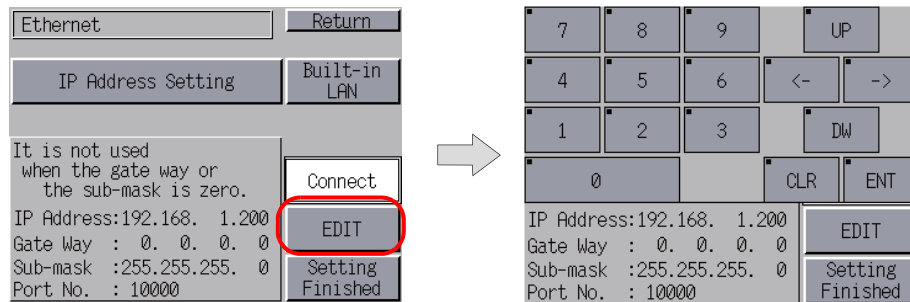 Ethernet
Return
IP Address Setting
Built-in
LAN
It is not used
when the gate way or
the sub-mask is zero.
Connect
IP Address:192.168. 1.200
Gate Way : 0. 0. 0. 0
Sub-mask :255.255.255. 0
Port No. : 10000
EDIT
Setting
Finished
7 8 9 UP
4 5 6 <- ->
1 2 3 DW
0 CLR ENT
IP Address:192.168. 1.200
Gate Way : 0. 0. 0. 0
Sub-mask :255.255.255. 0
Port No. : 10000
EDIT
Setting
Finished